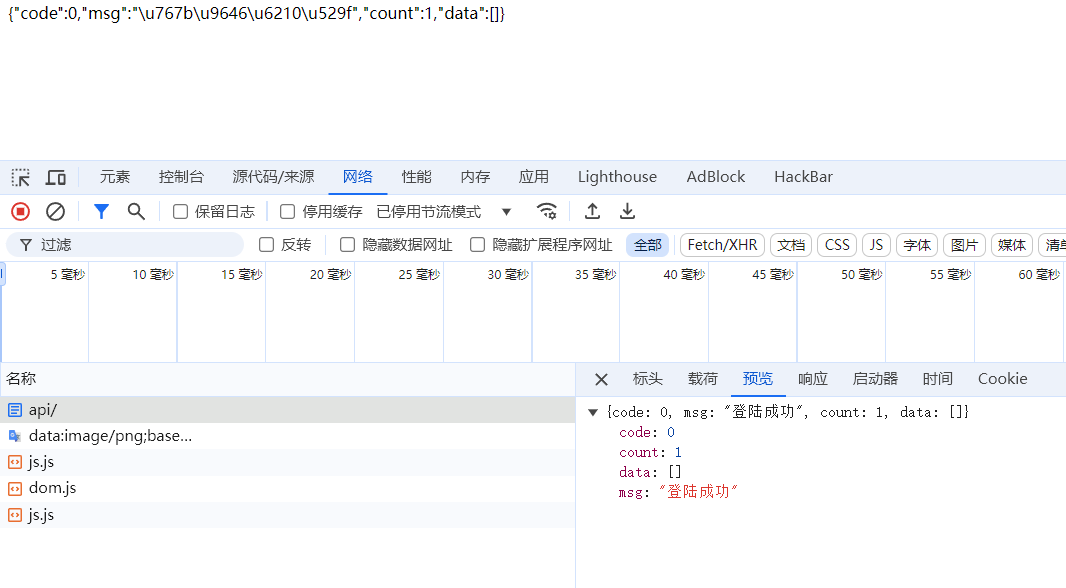 {"code":0,"msg":"\u767b\u9646\u6210\u529f","count":1,"data":[]}
元素 控制台 源代码/来源 网络 性能 内存 应用 Lighthouse AdBlock HackBar
保留日志 停用缓存 已停用节流模式
过滤 反转 隐藏数据网址 隐藏扩展程序网址 全部 Fetch/XHR 文档 CSS JS 字体 图片 媒体 清单
5 毫秒 10 毫秒 15 毫秒 20 毫秒 25 毫秒 30 毫秒 35 毫秒 40 毫秒 45 毫秒 50 毫秒 55 毫秒 60 毫秒
名称
api/
data:image/png;base...
js.js
dom.js
js.js
标头 载荷 预览 响应 启动器 时间 Cookie
{code: 0, msg: "登陆成功", count: 1, data: []}
code: 0
count: 1
data: []
msg: "登陆成功"